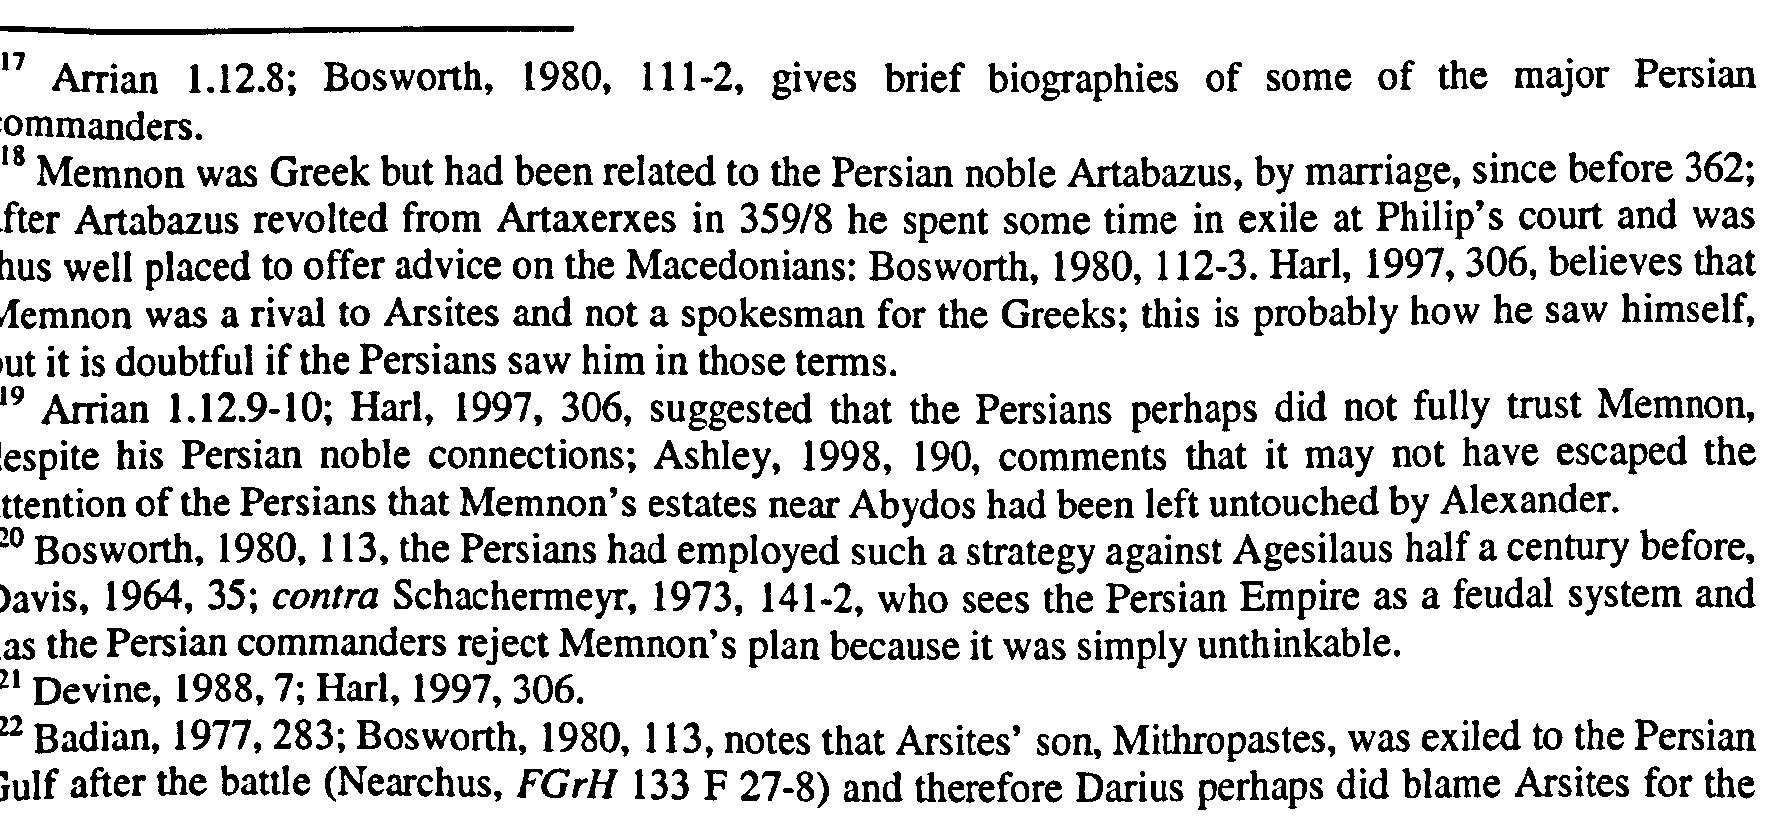 17 Arrian 1.12.8; Bosworth, 1980, 111-2, gives brief biographies of some of the major Persian
commanders.
18 Memnon was Greek but had been related to the Persian noble Artabazus, by marriage, since before 362;
after Artabazus revolted from Artaxerxes in 359/8 he spent some time in exile at Philip's court and was
thus well placed to offer advice on the Macedonians: Bosworth, 1980, 112-3. Harl, 1997, 306, believes that
Memnon was a rival to Arsites and not a spokesman for the Greeks; this is probably how he saw himself,
but it is doubtful if the Persians saw him in those terms.
19 Arrian 1.12.9-10; Harl, 1997, 306, suggested that the Persians perhaps did not fully trust Memnon,
despite his Persian noble connections; Ashley, 1998, 190, comments that it may not have escaped the
attention of the Persians that Memnon's estates near Abydos had been left untouched by Alexander.
20 Bosworth, 1980, 113, the Persians had employed such a strategy against Agesilaus half a century before,
Davis, 1964, 35; contra Schachermeyr, 1973, 141-2, who sees the Persian Empire as a feudal system and
has the Persian commanders reject Memnon's plan because it was simply unthinkable.
21 Devine, 1988, 7; Harl, 1997, 306.
22 Badian, 1977, 283; Bosworth, 1980, 113, notes that Arsites' son, Mithropastes, was exiled to the Persian
Gulf after the battle (Nearchus, FGrH 133 F 27-8) and therefore Darius perhaps did blame Arsites for the